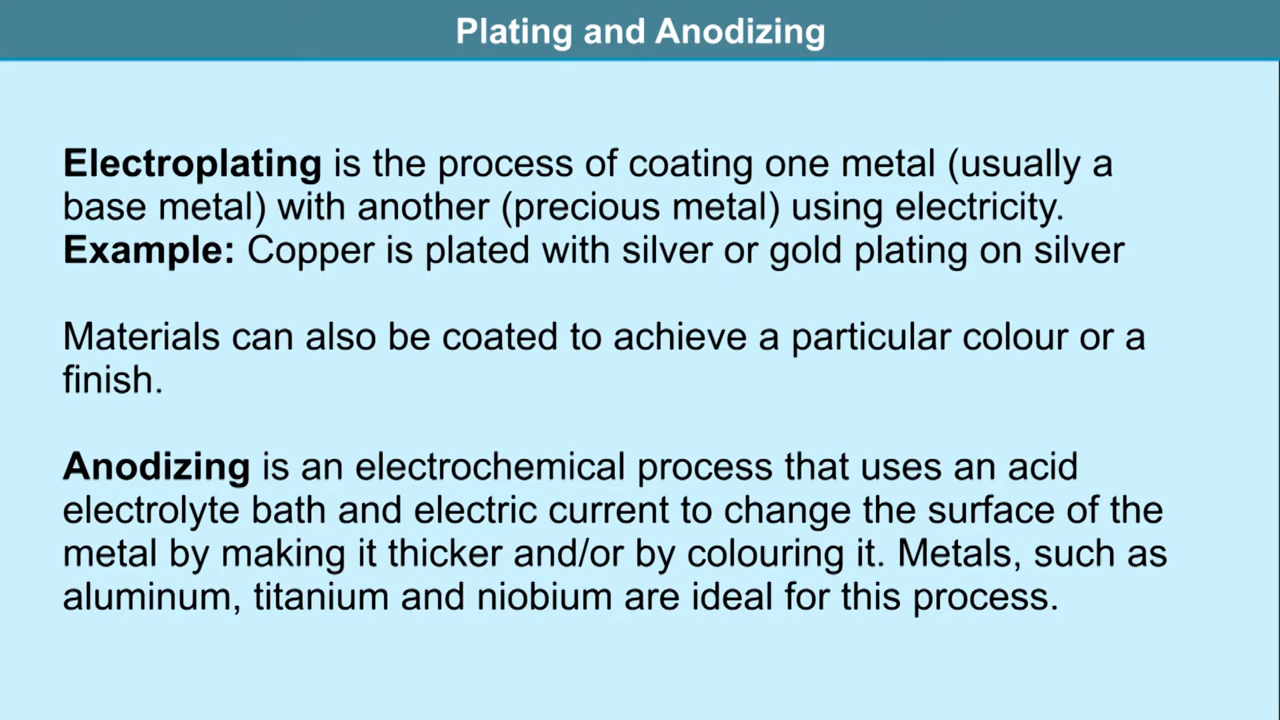 Plating and Anodizing
Electroplating is the process of coating one metal (usually a
base metal) with another (precious metal) using electricity.
Example: Copper is plated with silver or gold plating on silver
Materials can also be coated to achieve a particular colour or a
finish.
Anodizing is an electrochemical process that uses an acid
electrolyte bath and electric current to change the surface of the
metal by making it thicker and/or by colouring it. Metals, such as
aluminum, titanium and niobium are ideal for this process.